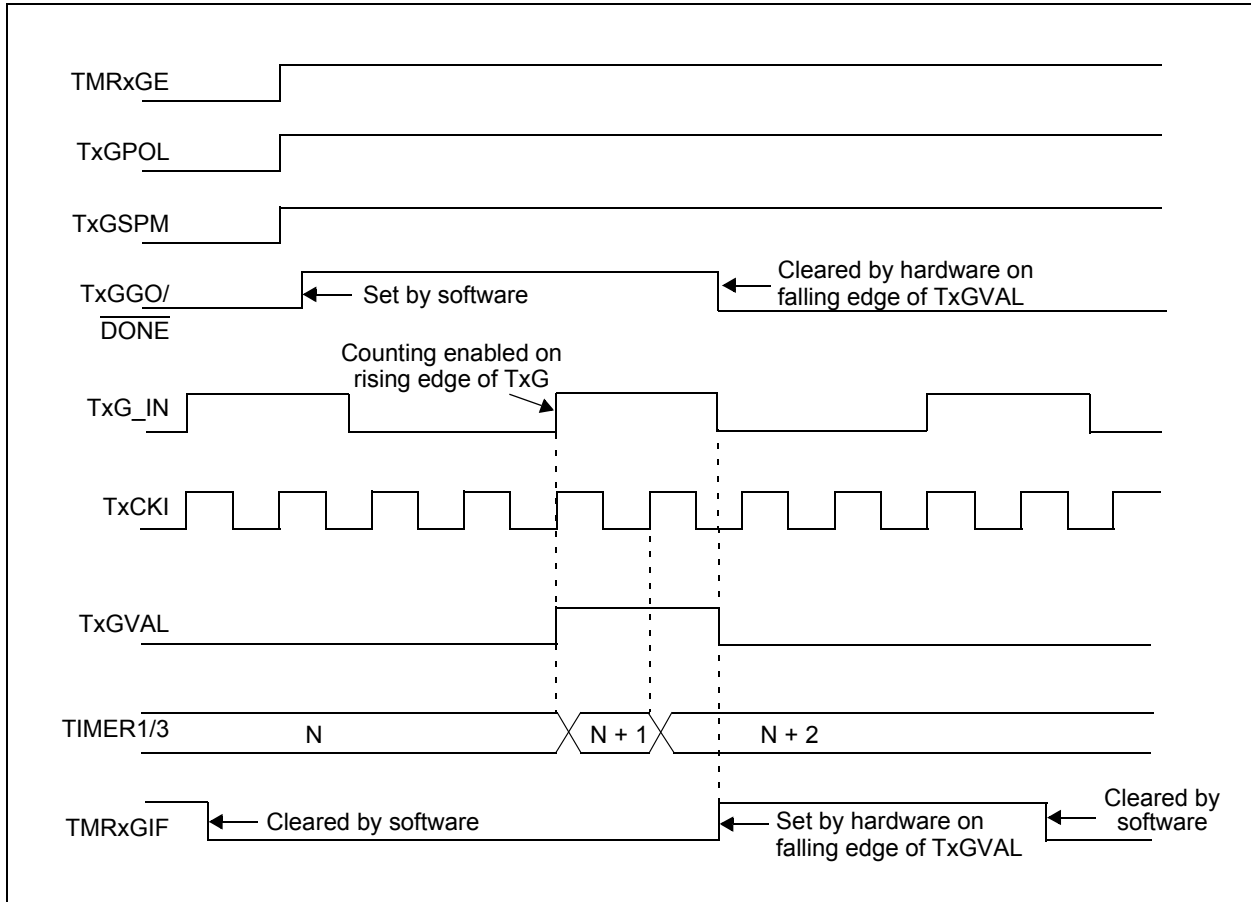 TMRxGE
TxGPOL
TxGSPM
TxGGO/
DONE
Set by software
Cleared by hardware on
falling edge of TxGVAL
Counting enabled on
rising edge of TxG
TxG_IN
TxCKI
TxGVAL
TIMER1/3
N
N + 1
N + 2
TMRxGIF
Cleared by software
Set by hardware on
falling edge of TxGVAL
Cleared by
software